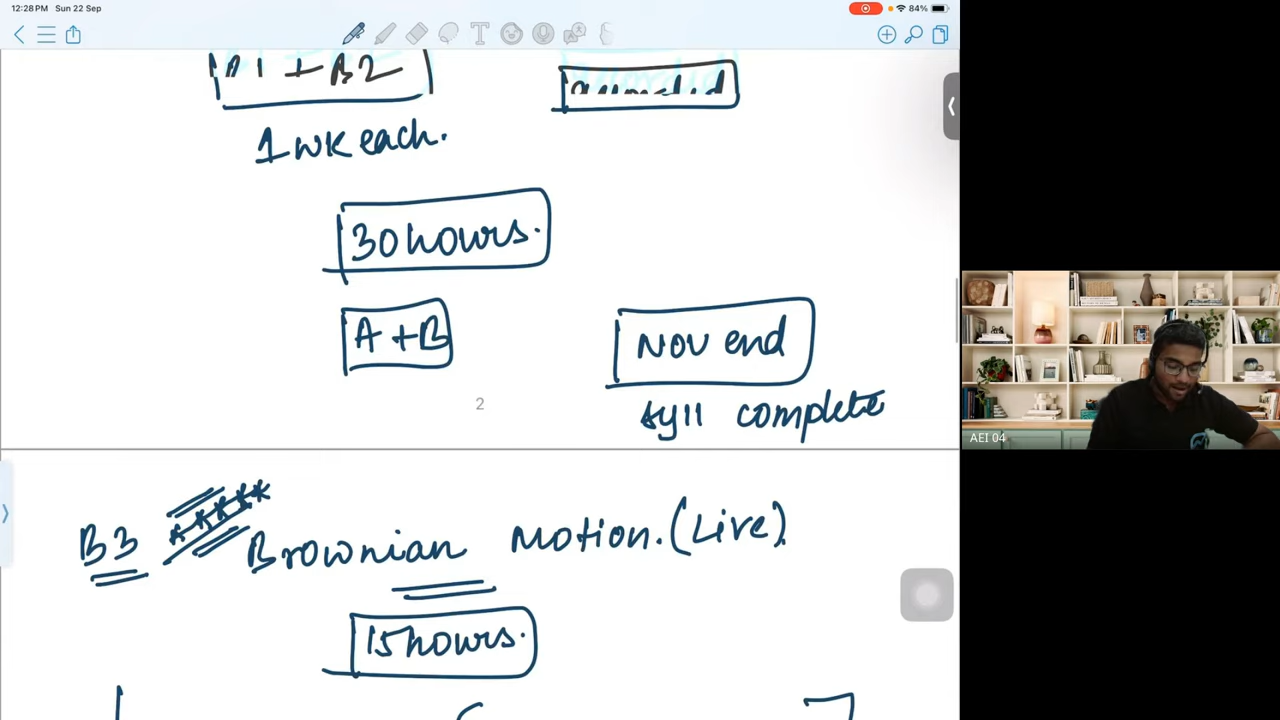 12:28 PM Sun 22 Sep
84%
A1 + B2
1 wk each.
30 hours.
A + B
Nov end
syll complete
2
B3 Brownian Motion. (Live)
15 hours.
AEI 04